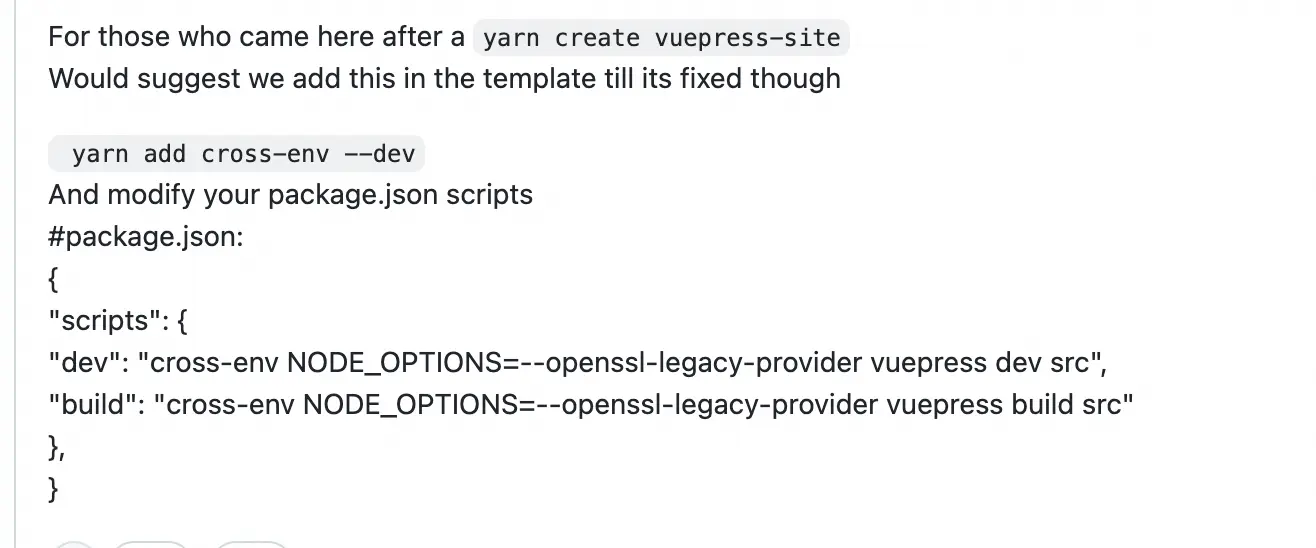 For those who came here after a yarn create vuepress-site
Would suggest we add this in the template till its fixed though
yarn add cross-env --dev
And modify your package.json scripts
#package.json:
{
"scripts": {
"dev": "cross-env NODE_OPTIONS=--openssl-legacy-provider vuepress dev src",
"build": "cross-env NODE_OPTIONS=--openssl-legacy-provider vuepress build src"
},
}